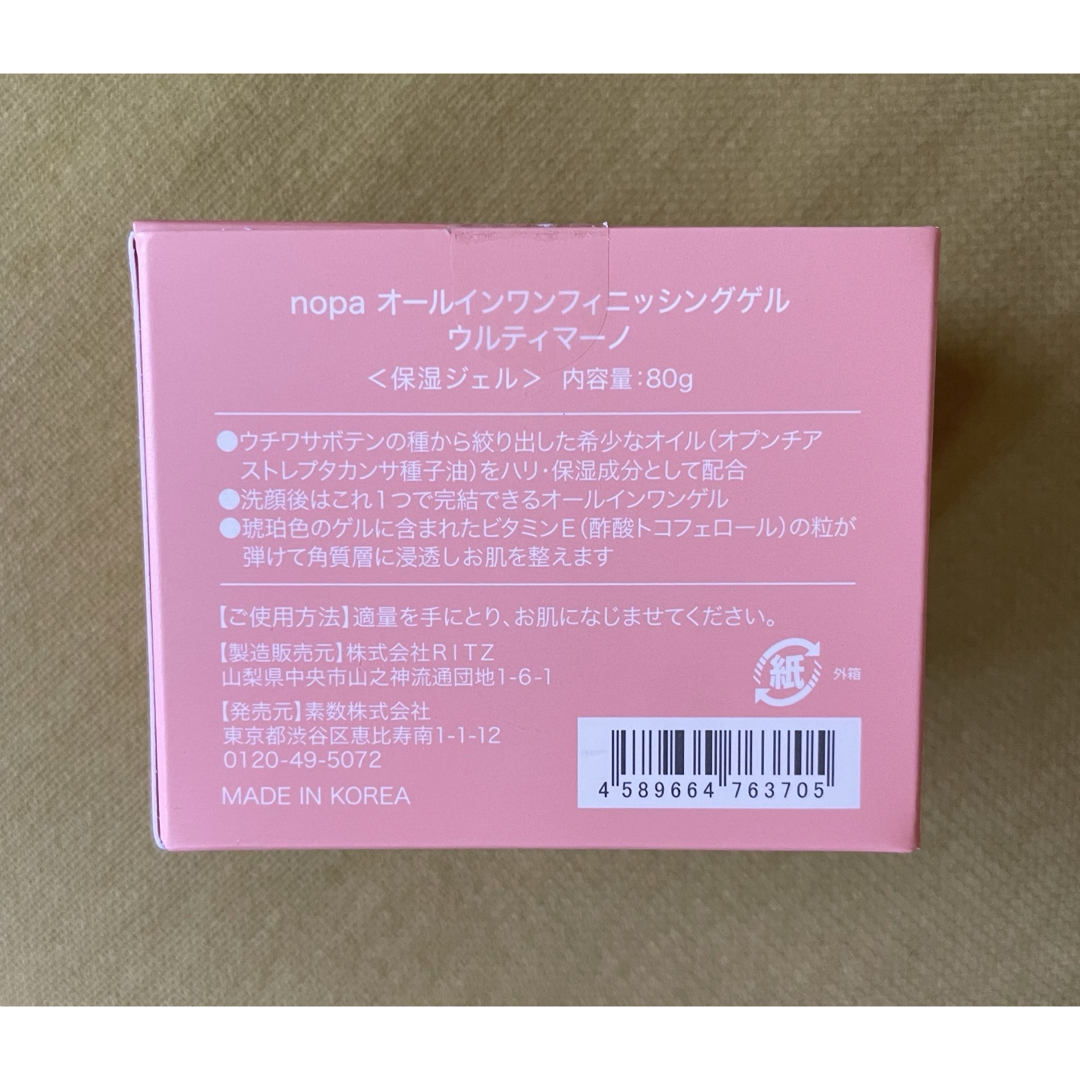 nopa オールインワンフィニッシングゲル
ウルティマーノ
＜保湿ジェル＞ 内容量：80g
●ウチワサボテンの種から絞り出した希少なオイル（オプンチア
ストレプタカンサ種子油）をハリ・保湿成分として配合
●洗顔後はこれ1つで完結できるオールインワンゲル
●琥珀色のゲルに含まれたビタミンE（酢酸トコフェロール）の粒が
弾けて角質層に浸透しお肌を整えます
【ご使用方法】適量を手にとり、お肌になじませてください。
【製造販売元】株式会社RITZ
山梨県中央市山之神流通団地1-6-1
【発売元】素数株式会社
東京都渋谷区恵比寿南1-1-12
0120-49-5072
MADE IN KOREA
紙 外箱
4 589664 763705